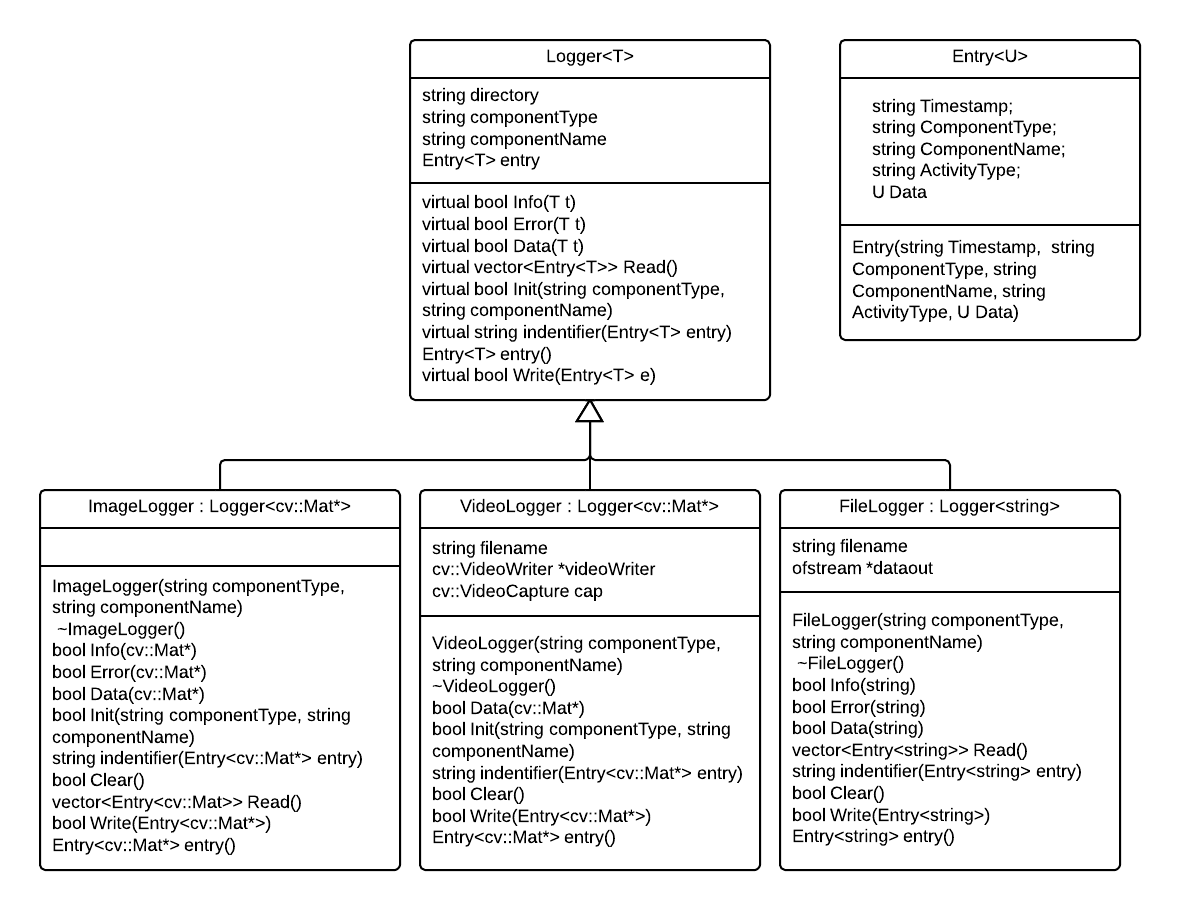 Logger<T>
string directory
string componentType
string componentName
Entry<T> entry
virtual bool Info(T t)
virtual bool Error(T t)
virtual bool Data(T t)
virtual vector<Entry<T>> Read()
virtual bool Init(string componentType,
string componentName)
virtual string indentifier(Entry<T> entry)
Entry<T> entry()
virtual bool Write(Entry<T> e)
Entry<U>
string Timestamp;
string ComponentType;
string ComponentName;
string ActivityType;
U Data
Entry(string Timestamp,  string
ComponentType, string
ComponentName, string
ActivityType, U Data)
ImageLogger : Logger<cv::Mat*>
ImageLogger(string componentType,
string componentName)
~ImageLogger()
bool Info(cv::Mat*)
bool Error(cv::Mat*)
bool Data(cv::Mat*)
bool Init(string componentType, string
componentName)
string indentifier(Entry<cv::Mat*> entry)
bool Clear()
vector<Entry<cv::Mat>> Read()
bool Write(Entry<cv::Mat*>)
Entry<cv::Mat*> entry()
VideoLogger : Logger<cv::Mat*>
string filename
cv::VideoWriter *videoWriter
cv::VideoCapture cap
VideoLogger(string componentType,
string componentName)
~VideoLogger()
bool Data(cv::Mat*)
bool Init(string componentType, string
componentName)
string indentifier(Entry<cv::Mat*> entry)
bool Clear()
bool Write(Entry<cv::Mat*>)
Entry<cv::Mat*> entry()
FileLogger : Logger<string>
string filename
ofstream *dataout
FileLogger(string componentType,
string componentName)
~FileLogger()
bool Info(string)
bool Error(string)
bool Data(string)
vector<Entry<string>> Read()
string indentifier(Entry<string> entry)
bool Clear()
bool Write(Entry<string>)
Entry<string> entry()